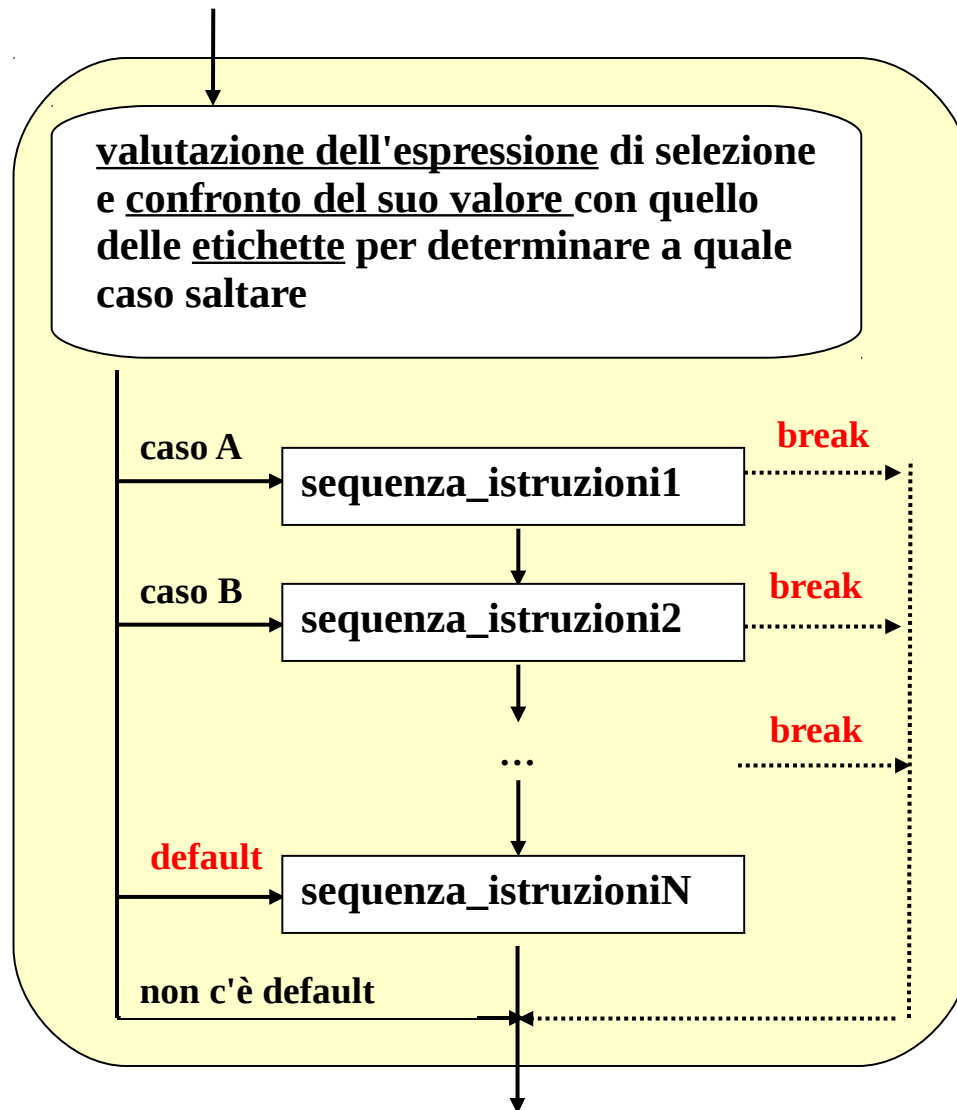 valutazione dell'espressione di selezione
e confronto del suo valore con quello
delle etichette per determinare a quale
caso saltare
caso A
break
sequenza_istruzioni1
caso B
break
sequenza_istruzioni2
break
...
default
sequenza_istruzioniN
non c'è default